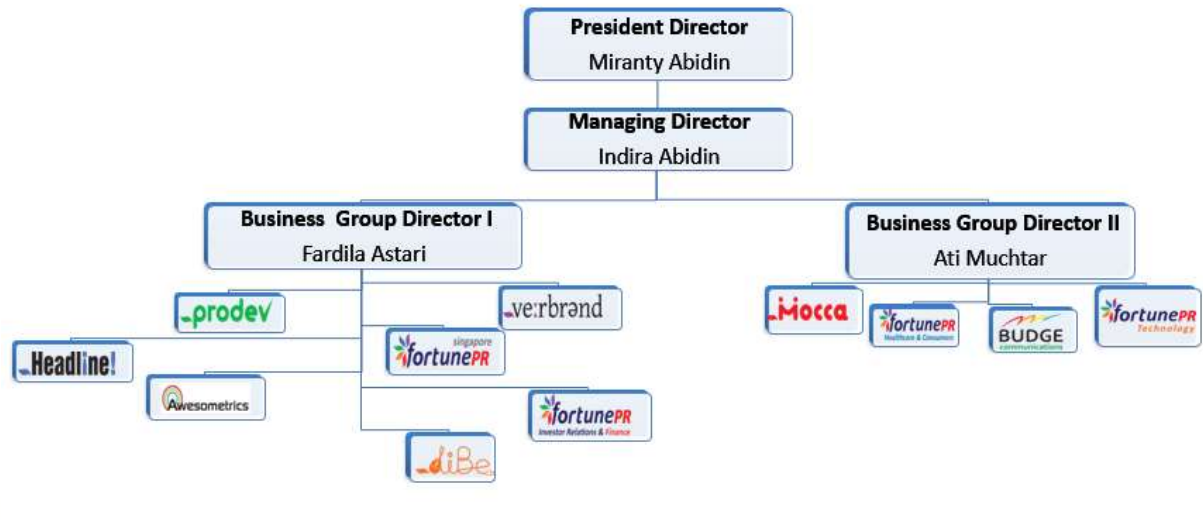 President Director
Miranty Abidin
Managing Director
Indira Abidin
Business Group Director I
Fardila Astari
Business Group Director II
Ati Muchtar
prodev
ve:rbrənd
Mocca
fortunePR
Healthcare & Consumers
BUDGE
communications
fortunePR
Technology
Headline!
singapore
fortunePR
Awesometrics
fortunePR
Investor Relations & Finance
diBe